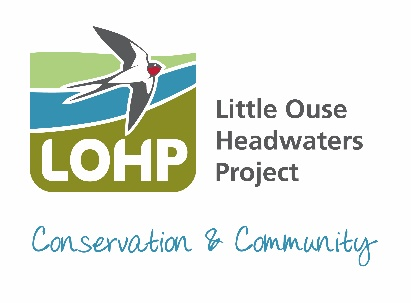 LOHP
Little Ouse
Headwaters
Project
Conservation & Community